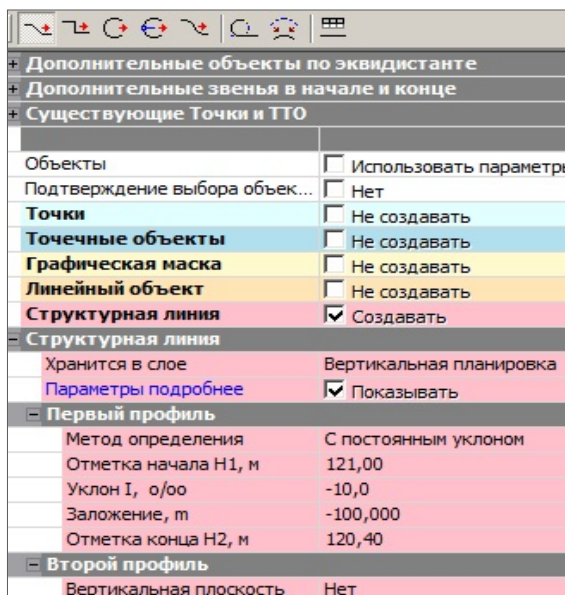 Дополнительные объекты по эквидистанте
Дополнительные звенья в начале и конце
Существующие Точки и ТТО
Объекты Использовать параметры
Подтверждение выбора объек... Нет
Точки Не создавать
Точечные объекты Не создавать
Графическая маска Не создавать
Линейный объект Не создавать
Структурная линия Создавать
Структурная линия
Хранится в слое Вертикальная планировка
Параметры подробнее Показывать
Первый профиль
Метод определения С постоянным уклоном
Отметка начала H1, м 121,00
Уклон I, о/оо -10,0
Заложение, m -100,000
Отметка конца H2, м 120,40
Второй профиль
Вертикальная плоскость Нет